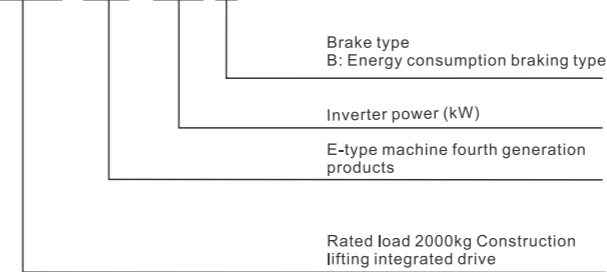 Brake type
B: Energy consumption braking type
Inverter power (kW)
E-type machine fourth generation
products
Rated load 2000kg Construction
lifting integrated drive